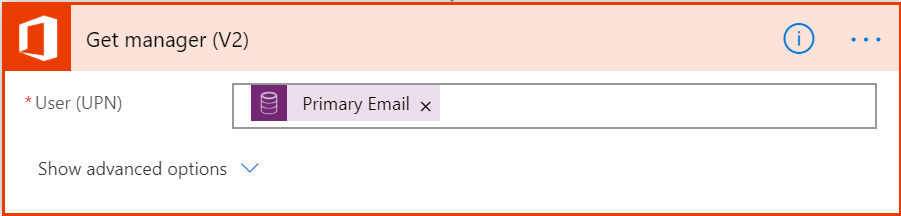 Get manager (V2)
*User (UPN)
Primary Email ×
Show advanced options